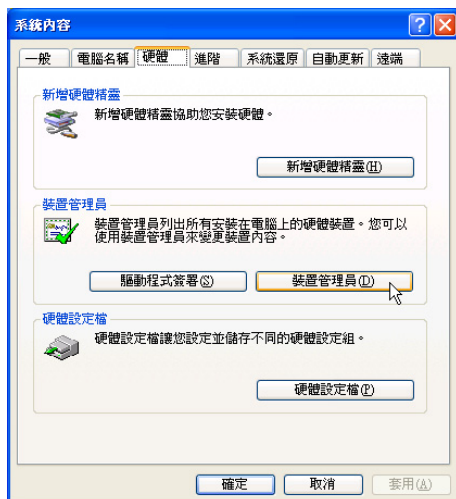 系統內容
一般 電腦名稱 硬體 進階 系統還原 自動更新 遠端
新增硬體精靈
新增硬體精靈協助您安裝硬體。
新增硬體精靈(H)
裝置管理員
裝置管理員列出所有安裝在電腦上的硬體裝置。您可以
使用裝置管理員來變更裝置內容。
驅動程式簽署(S) 裝置管理員(D)
硬體設定檔
硬體設定檔讓您設定並儲存不同的硬體設定組。
硬體設定檔(P)
確定 取消 套用(A)